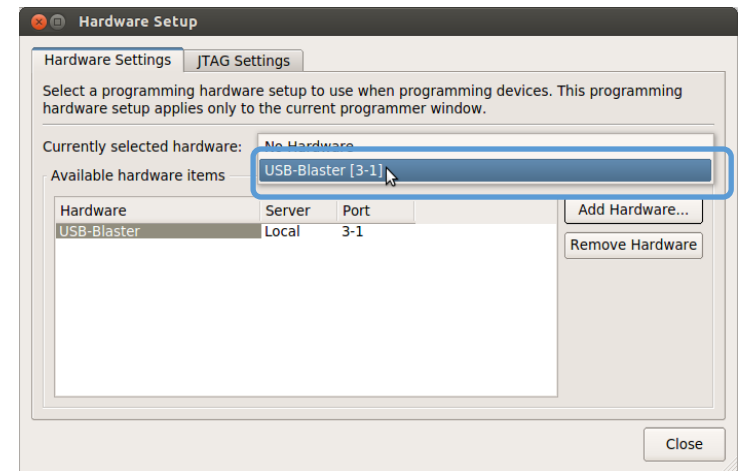 Hardware Setup
Hardware Settings JTAG Settings
Select a programming hardware setup to use when programming devices. This programming
hardware setup applies only to the current programmer window.
Currently selected hardware: No Hardware
USB-Blaster [3-1]
Available hardware items
Hardware Server Port
USB-Blaster Local 3-1
Add Hardware...
Remove Hardware
Close